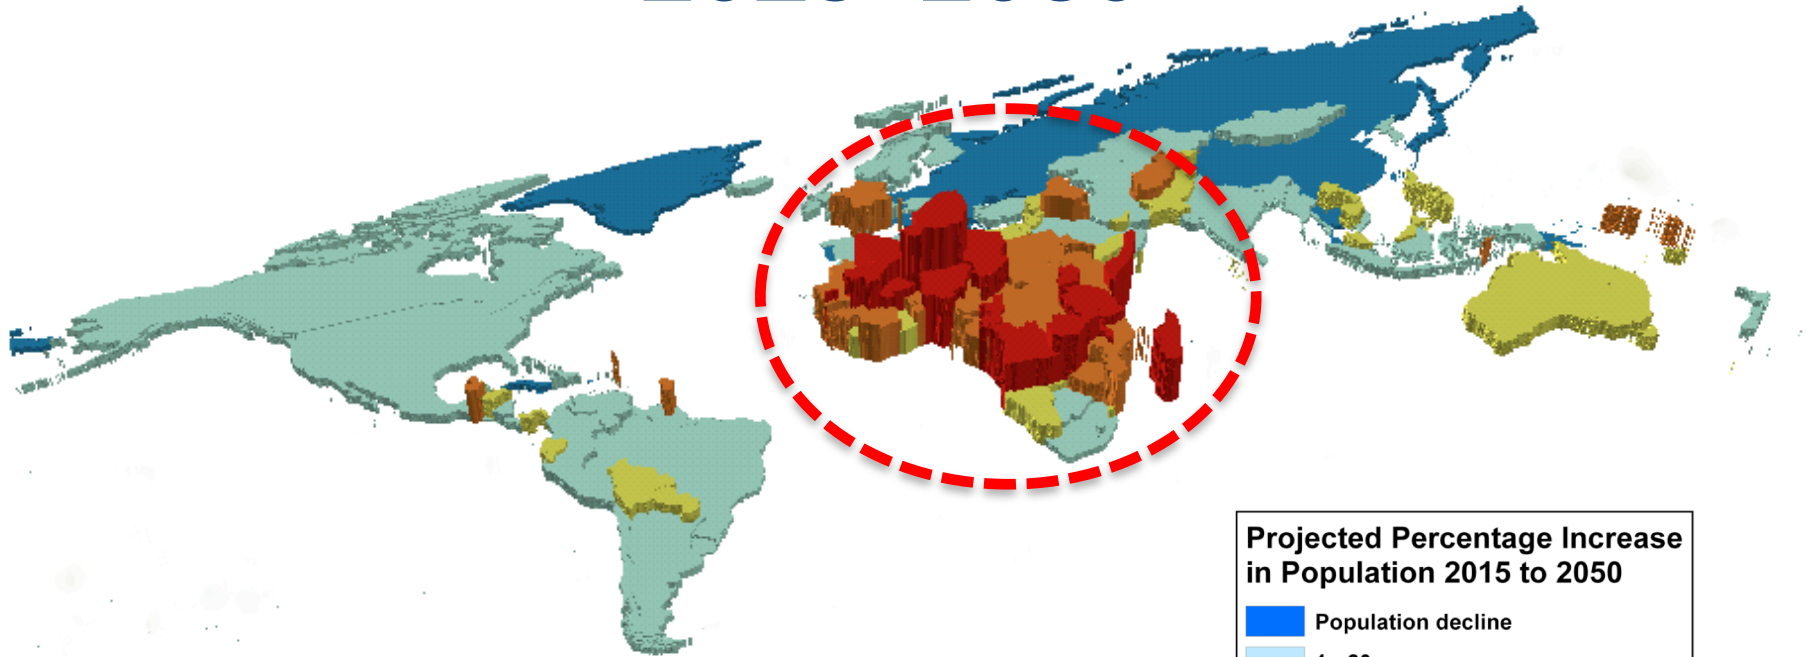 Projected Percentage Increase
in Population 2015 to 2050
Population decline